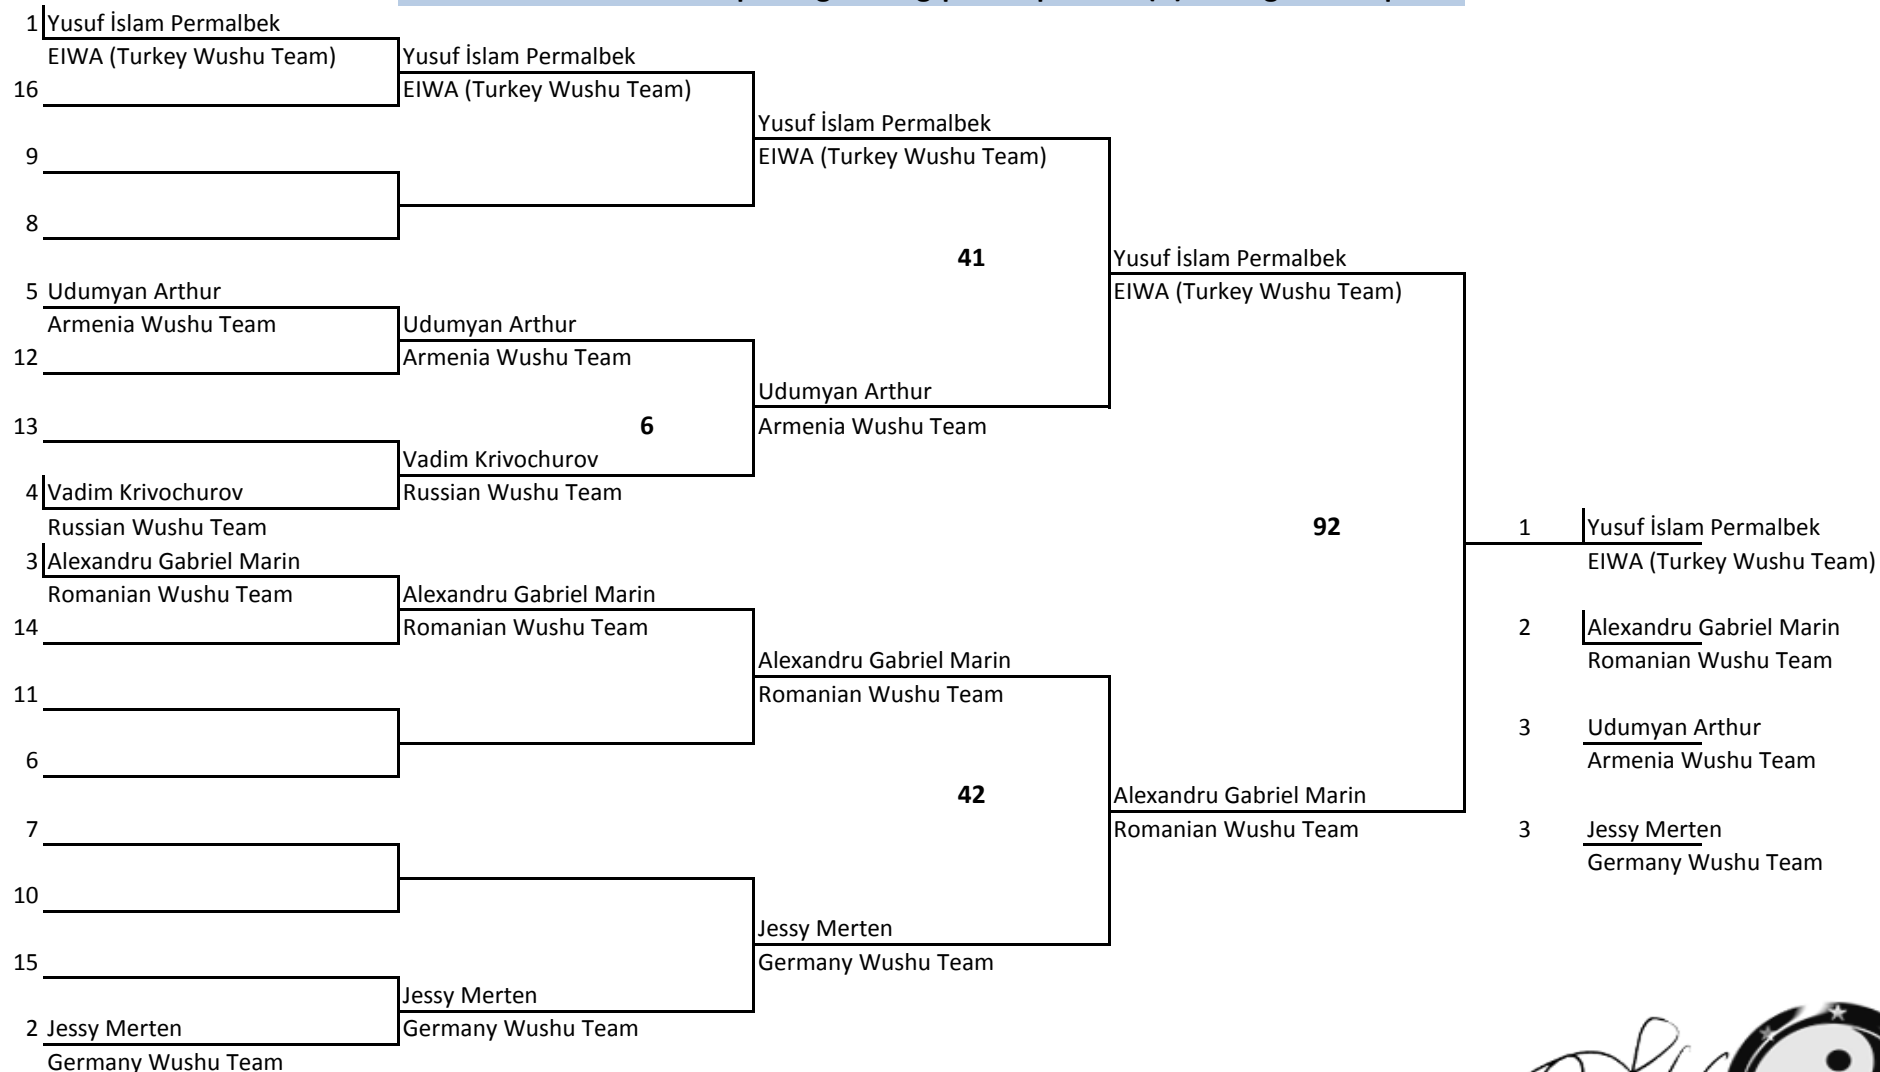 1 Yusuf İslam Permalbek
EIWA (Turkey Wushu Team)
Yusuf İslam Permalbek
16
EIWA (Turkey Wushu Team)
Yusuf İslam Permalbek
9
EIWA (Turkey Wushu Team)
8
41
Yusuf İslam Permalbek
5 Udumyan Arthur
EIWA (Turkey Wushu Team)
Armenia Wushu Team
Udumyan Arthur
12
Armenia Wushu Team
Udumyan Arthur
13
6
Armenia Wushu Team
Vadim Krivochurov
4 Vadim Krivochurov
Russian Wushu Team
Russian Wushu Team
92
1 Yusuf İslam Permalbek
3 Alexandru Gabriel Marin
EIWA (Turkey Wushu Team)
Romanian Wushu Team
Alexandru Gabriel Marin
14
Romanian Wushu Team
2 Alexandru Gabriel Marin
Alexandru Gabriel Marin
Romanian Wushu Team
11
Romanian Wushu Team
3 Udumyan Arthur
6
Armenia Wushu Team
42
Alexandru Gabriel Marin
7
Romanian Wushu Team
3 Jessy Merten
Germany Wushu Team
10
Jessy Merten
15
Germany Wushu Team
Jessy Merten
2 Jessy Merten
Germany Wushu Team
Germany Wushu Team